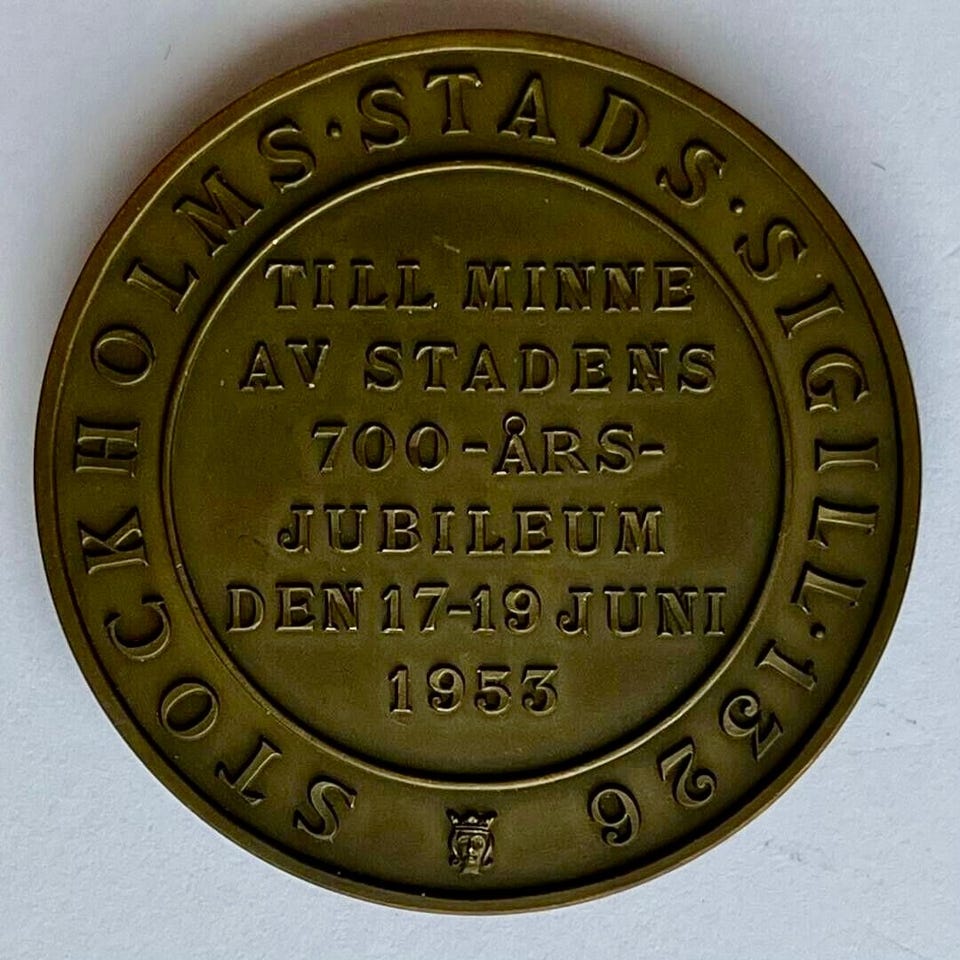 STOCKHOLMS·STADS·SIGILL·1326
TILL MINNE
AV STADENS
700-ÅRS-
JUBILEUM
DEN 17-19 JUNI
1953